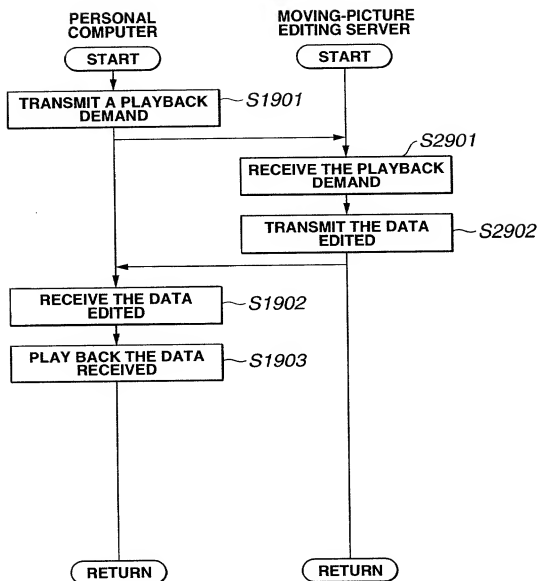 PERSONAL
COMPUTER
MOVING-PICTURE
EDITING SERVER
START
START
TRANSMIT A PLAYBACK
DEMAND
S1901
S2901
RECEIVE THE PLAYBACK
DEMAND
TRANSMIT THE DATA
EDITED
S2902
RECEIVE THE DATA
EDITED
S1902
PLAY BACK THE DATA
RECEIVED
S1903
RETURN
RETURN